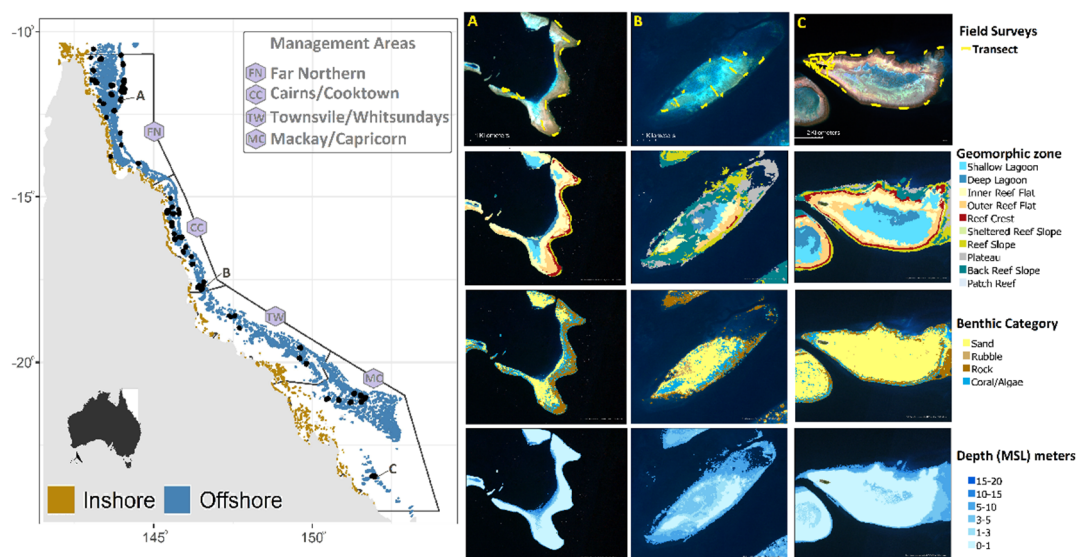 -10°
-15°
-20°
145°
150°
Management Areas
FN Far Northern
CC Cairns/Cooktown
TW Townsvile/Whitsundays
MC Mackay/Capricorn
A
FN
CC
B
TW
MC
C
Inshore
Offshore
A
B
C
2 Kilometers
Field Surveys
Transect
Geomorphic zone
Shallow Lagoon
Deep Lagoon
Inner Reef Flat
Outer Reef Flat
Reef Crest
Sheltered Reef Slope
Reef Slope
Plateau
Back Reef Slope
Patch Reef
Benthic Category
Sand
Rubble
Rock
Coral/Algae
Depth (MSL) meters
15-20
10-15
5-10
3-5
1-3
0-1